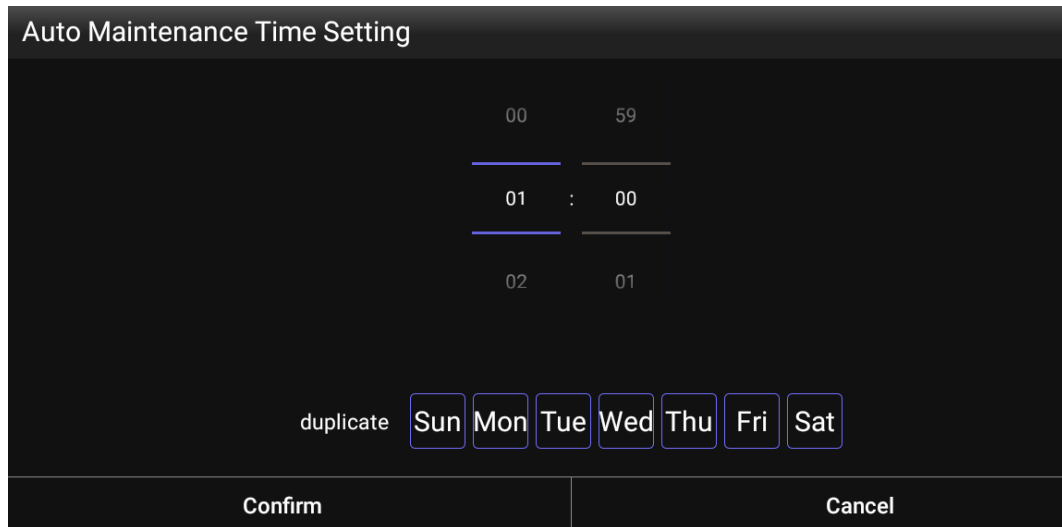 Auto Maintenance Time Setting
00 59
01 : 00
02 01
duplicate Sun Mon Tue Wed Thu Fri Sat
Confirm Cancel